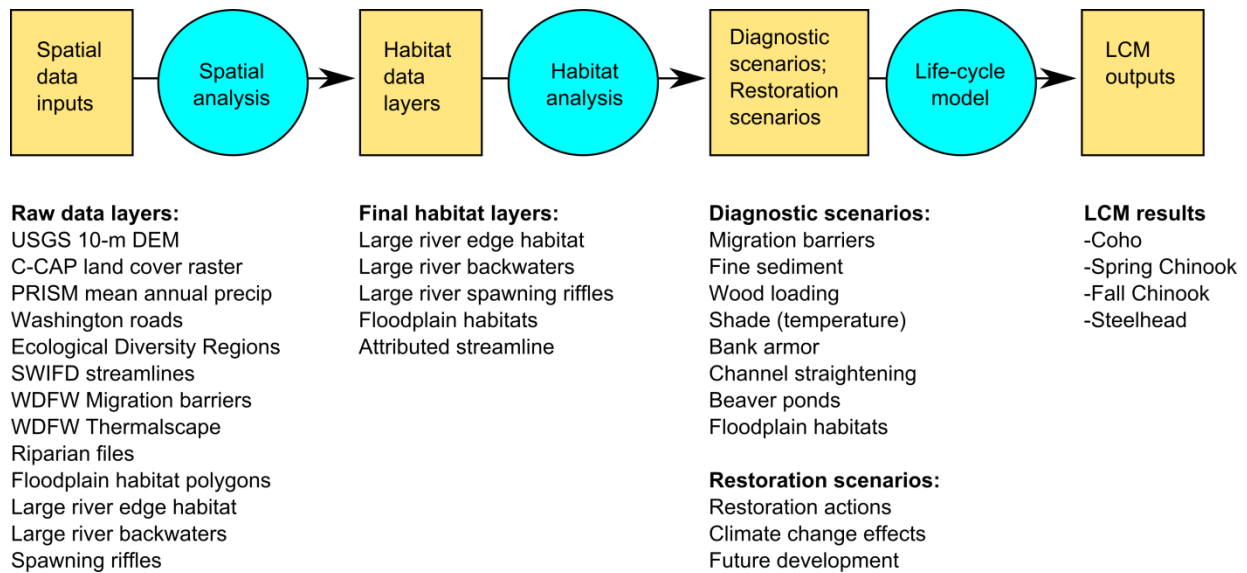 Spatial
data
inputs
Spatial
analysis
Habitat
data
layers
Habitat
analysis
Diagnostic
scenarios;
Restoration
scenarios
Life-cycle
model
LCM
outputs
Raw data layers:
USGS 10-m DEM
C-CAP land cover raster
PRISM mean annual precip
Washington roads
Ecological Diversity Regions
SWIFD streamlines
WDFW Migration barriers
WDFW Thermalscape
Riparian files
Floodplain habitat polygons
Large river edge habitat
Large river backwaters
Spawning riffles
Final habitat layers:
Large river edge habitat
Large river backwaters
Large river spawning riffles
Floodplain habitats
Attributed streamline
Diagnostic scenarios:
Migration barriers
Fine sediment
Wood loading
Shade (temperature)
Bank armor
Channel straightening
Beaver ponds
Floodplain habitats
Restoration scenarios:
Restoration actions
Climate change effects
Future development
LCM results
-Coho
-Spring Chinook
-Fall Chinook
-Steelhead